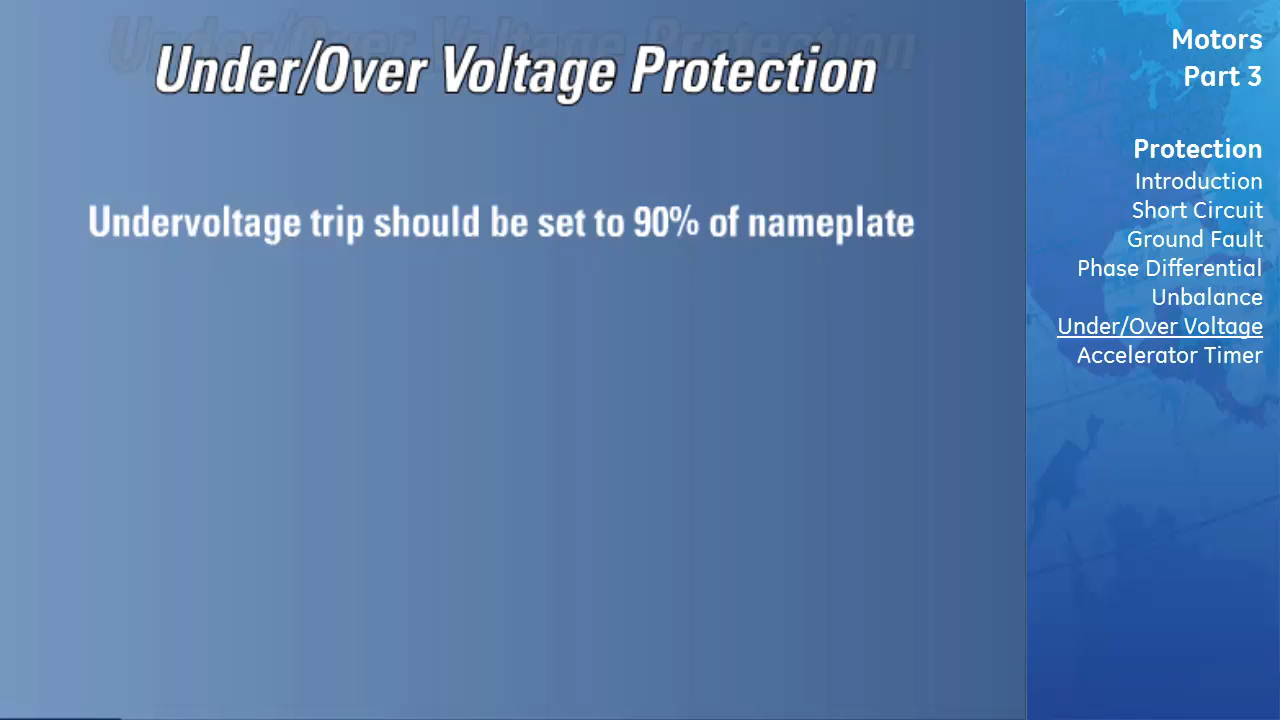 Under/Over Voltage Protection
Undervoltage trip should be set to 90% of nameplate
Motors
Part 3
Protection
Introduction
Short Circuit
Ground Fault
Phase Differential
Unbalance
Under/Over Voltage
Accelerator Timer